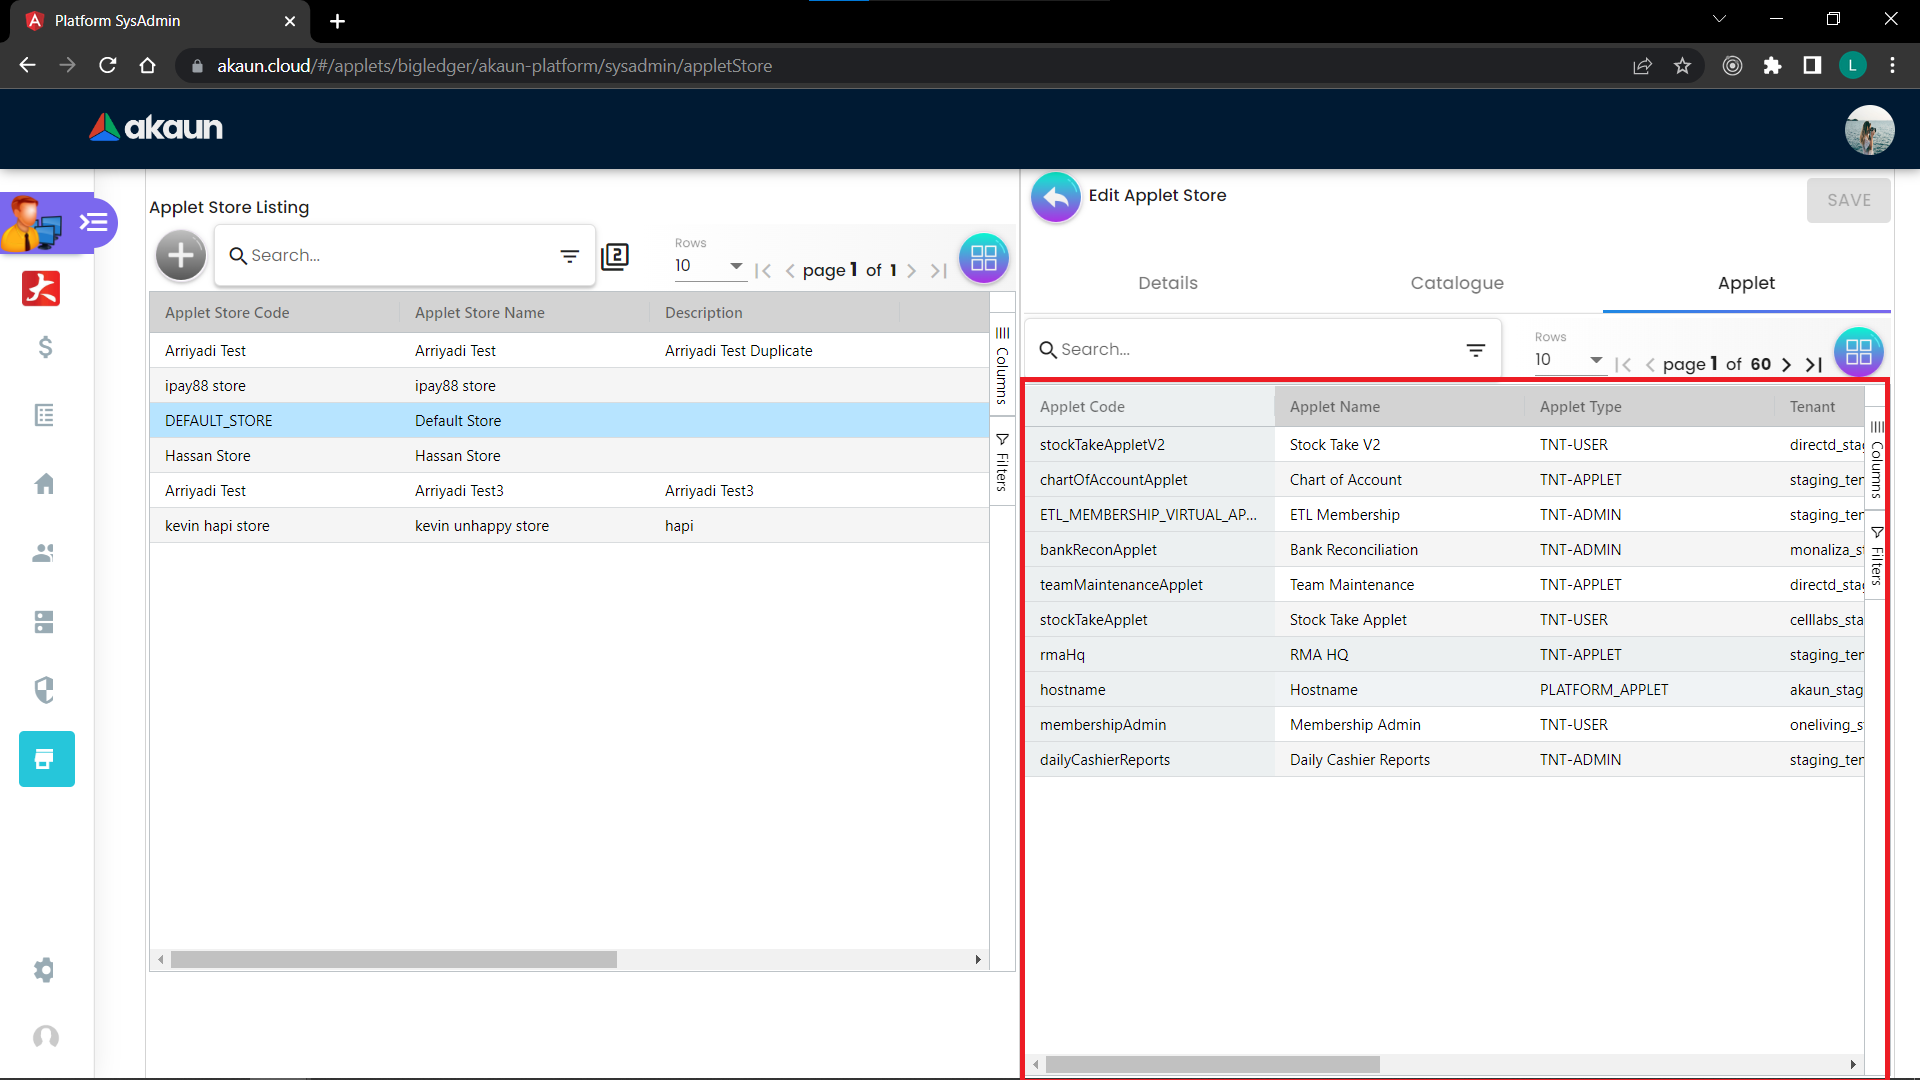 Platform SysAdmin
akaun.cloud/#/applets/bigledger/akaun-platform/sysadmin/appletStore
L
akaun
Applet Store Listing
Search...
2
Rows
10
page 1 of 1
Applet Store Code Applet Store Name Description
Arriyadi Test Arriyadi Test Arriyadi Test Duplicate
ipay88 store ipay88 store
DEFAULT_STORE Default Store
Hassan Store Hassan Store
Arriyadi Test Arriyadi Test3 Arriyadi Test3
kevin hapi store kevin unhappy store hapi
Columns
Filters
Edit Applet Store
SAVE
Details Catalogue Applet
Search...
Rows
10
page 1 of 60
Applet Code Applet Name Applet Type Tenant
stockTakeAppletV2 Stock Take V2 TNT-USER directd_sta
chartOfAccountApplet Chart of Account TNT-APPLET staging_ter
ETL_MEMBERSHIP_VIRTUAL_AP... ETL Membership TNT-ADMIN staging_ter
bankReconApplet Bank Reconciliation TNT-ADMIN monaliza_s
teamMaintenanceApplet Team Maintenance TNT-APPLET directd_sta
stockTakeApplet Stock Take Applet TNT-USER celllabs_sta
rmaHq RMA HQ TNT-APPLET staging_ter
hostname Hostname PLATFORM_APPLET akaun_stag
membershipAdmin Membership Admin TNT-USER oneliving_s
dailyCashierReports Daily Cashier Reports TNT-ADMIN staging_ter
Columns
Filters